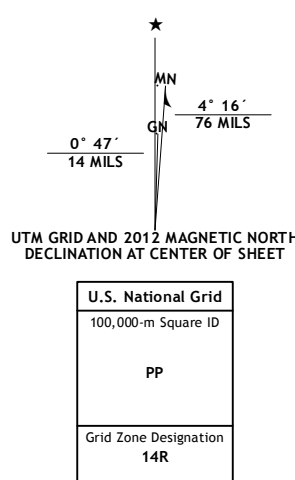 ★
MN
GN
4° 16´
76 MILS
0° 47´
14 MILS
UTM GRID AND 2012 MAGNETIC NORTH
DECLINATION AT CENTER OF SHEET
U.S. National Grid
100,000-m Square ID
PP
Grid Zone Designation
14R